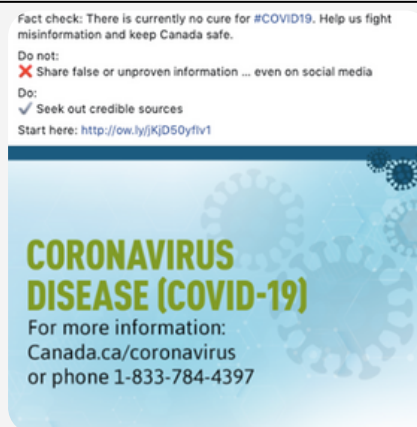 Fact check: There is currently no cure for #COVID19. Help us fight
misinformation and keep Canada safe.
Do not:
❌ Share false or unproven information ... even on social media
Do:
✔ Seek out credible sources
Start here: http://ow.ly/jKjD50yflv1
CORONAVIRUS
DISEASE (COVID-19)
For more information:
Canada.ca/coronavirus
or phone 1-833-784-4397